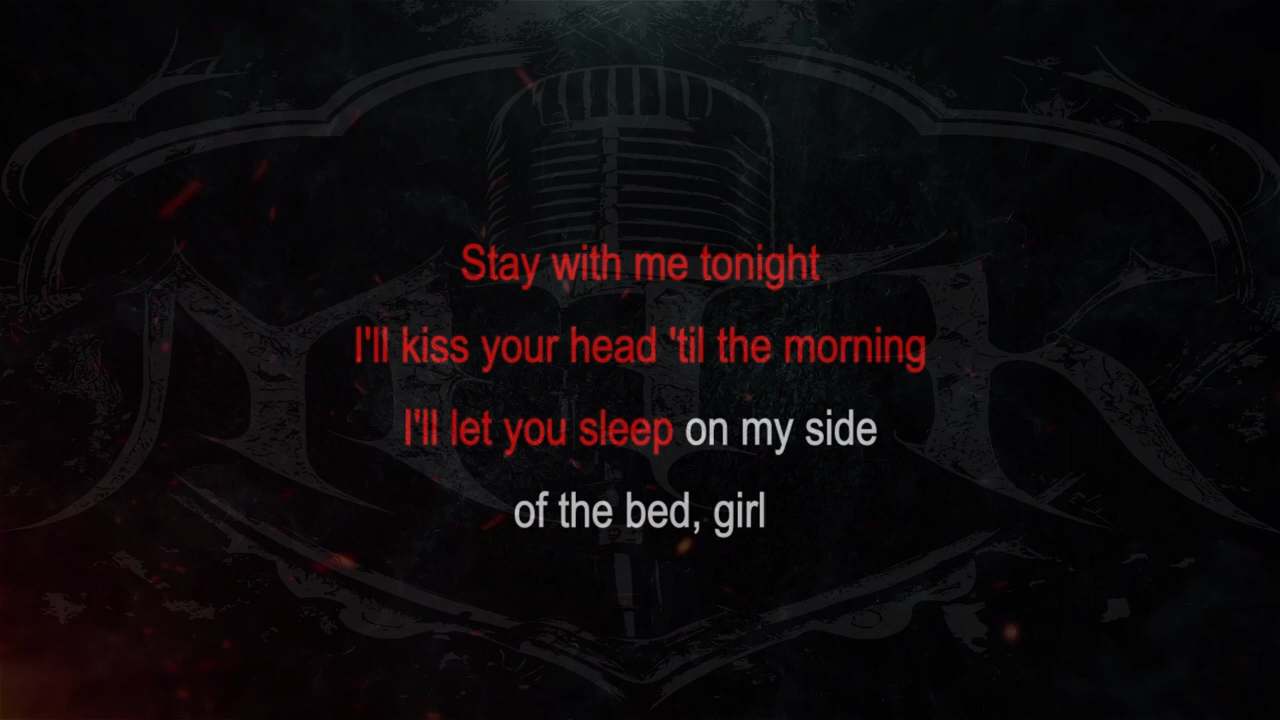 Stay with me tonight
I'll kiss your head 'til the morning
I'll let you sleep on my side
of the bed, girl
MTK